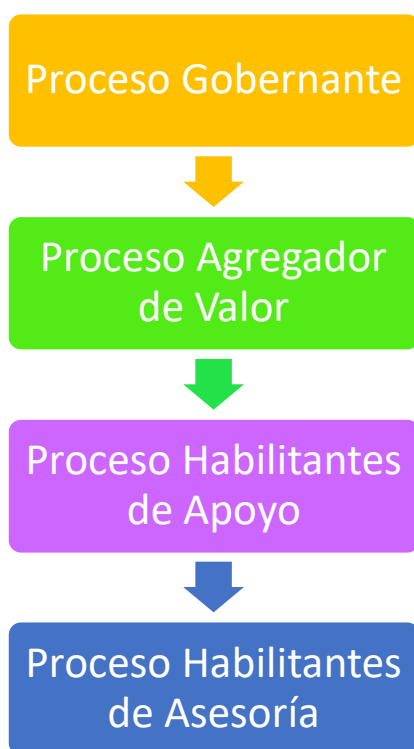 Proceso Gobernante
Proceso Agregador
de Valor
Proceso Habilitantes
de Apoyo
Proceso Habilitantes
de Asesoría